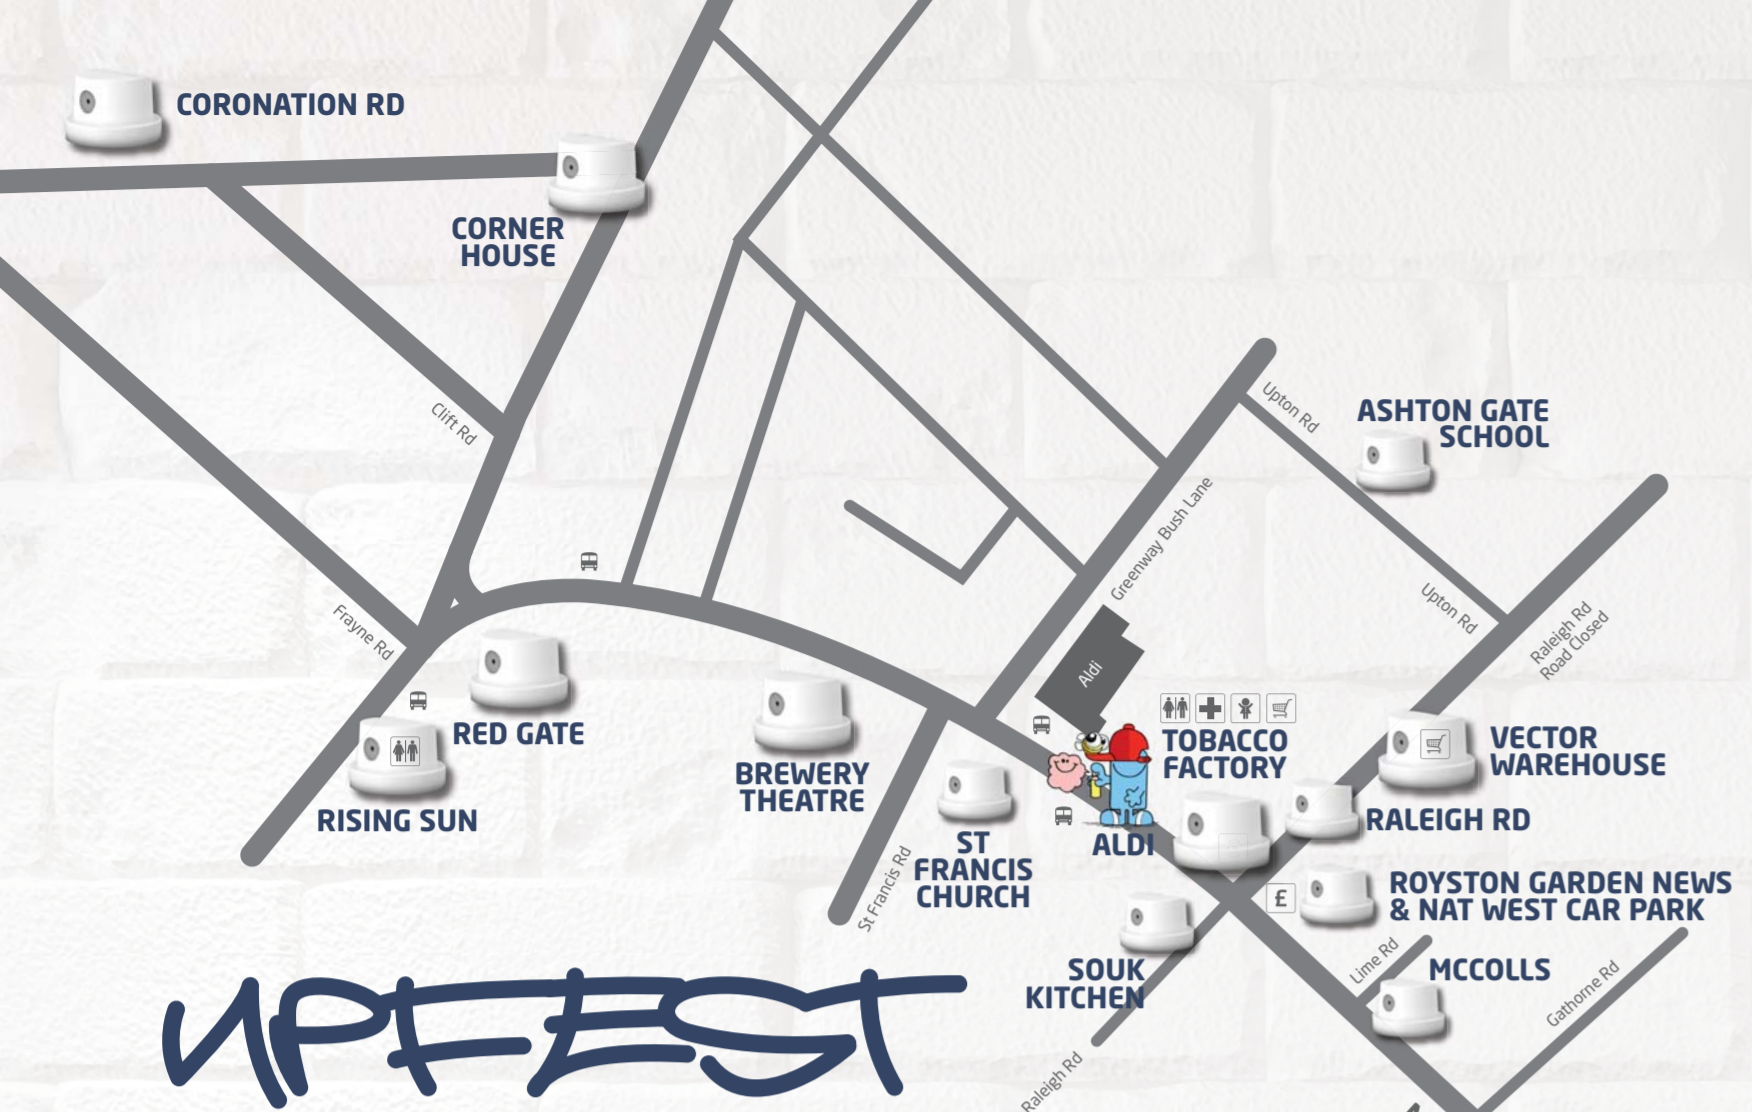 CORONATION RD
CORNER
HOUSE
Clift Rd
Upton Rd
ASHTON GATE
SCHOOL
Greenway Bush Lane
Upton Rd
Raleigh Rd
Road Closed
Frayne Rd
Aldi
RED GATE
RISING SUN
BREWERY
THEATRE
TOBACCO
FACTORY
VECTOR
WAREHOUSE
RALEIGH RD
ALDI
ST
FRANCIS
CHURCH
St Francis Rd
£
ROYSTON GARDEN NEWS
& NAT WEST CAR PARK
SOUK
KITCHEN
Lime Rd
MCCOLLS
Gathorne Rd
Raleigh Rd
UPFEST